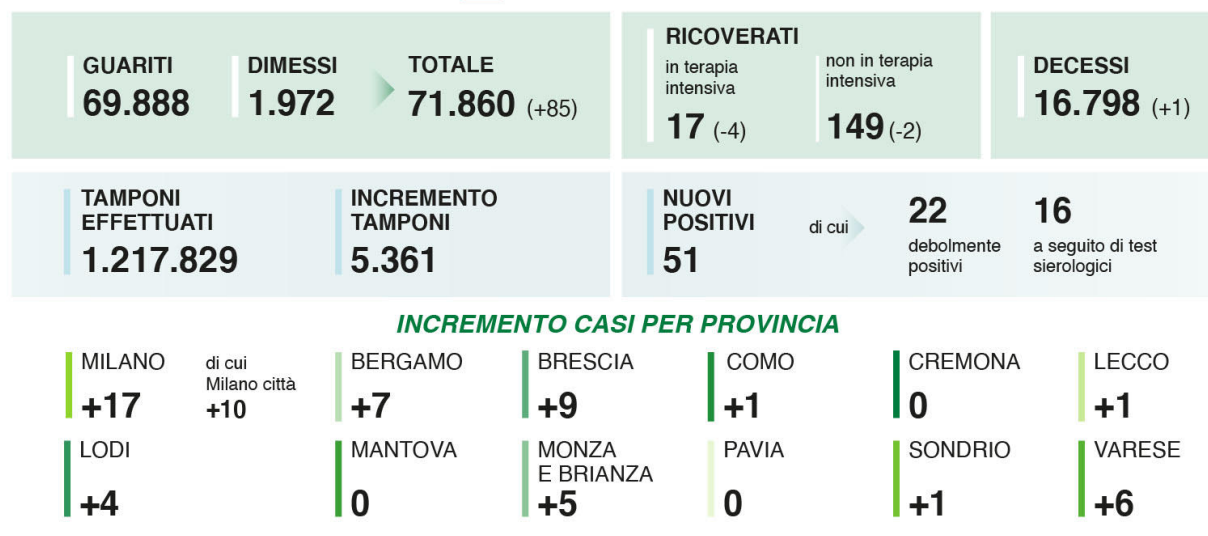 GUARITI
69.888
DIMESSI
1.972
TOTALE
71.860 (+85)
RICOVERATI
in terapia
intensiva
17 (-4)
non in terapia
intensiva
149 (-2)
DECESSI
16.798 (+1)
TAMPONI
EFFETTUATI
1.217.829
INCREMENTO
TAMPONI
5.361
NUOVI
POSITIVI
51
di cui
22
debolmente
positivi
16
a seguito di test
sierologici
INCREMENTO CASI PER PROVINCIA
MILANO
+17
di cui
Milano città
+10
BERGAMO
+7
BRESCIA
+9
COMO
+1
CREMONA
0
LECCO
+1
LODI
+4
MANTOVA
0
MONZA
E BRIANZA
+5
PAVIA
0
SONDRIO
+1
VARESE
+6